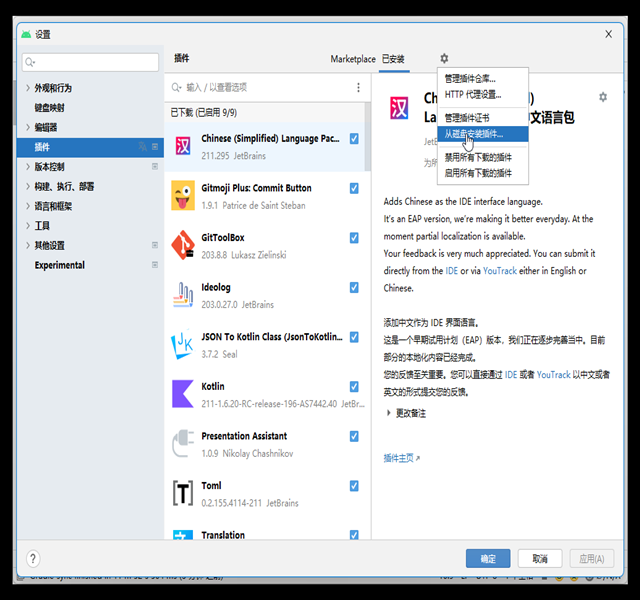 设置
插件
Marketplace 已安装
外观和行为
键盘映射
编辑器
插件
版本控制
构建、执行、部署
语言和框架
工具
其他设置
Experimental
输入 / 以查看选项
已下载 (已启用 9/9)
Chinese (Simplified) Language Pac...
211.295 JetBrains
Gitmoji Plus: Commit Button
1.9.1 Patrice de Saint Steban
GitToolBox
203.8.8 Lukasz Zielinski
Ideolog
203.0.27.0 JetBrains
JSON To Kotlin Class (JsonToKotlin...
3.7.2 Seal
Kotlin
211-1.6.20-RC-release-196-AS7442.40 JetBr...
Presentation Assistant
1.0.9 Nikolay Chashnikov
Toml
0.2.155.4114-211 JetBrains
Translation
管理插件仓库...
HTTP 代理设置...
管理插件证书
从磁盘安装插件...
禁用所有下载的插件
启用所有下载的插件
文语言包
Adds Chinese as the IDE interface language.
It's an EAP version, we're making it better everyday. At the
moment partial localization is available.
Your feedback is very much appreciated. You can submit it
directly from the IDE or via YouTrack either in English or
Chinese.
添加中文作为 IDE 界面语言。
这是一个早期试用计划（EAP）版本，我们正在逐步完善当中。目前
部分的本地化内容已经完成。
您的反馈至关重要。您可以直接通过 IDE 或者 YouTrack 以中文或者
英文的形式提交您的反馈。
更改备注
插件主页
确定
取消
应用(A)